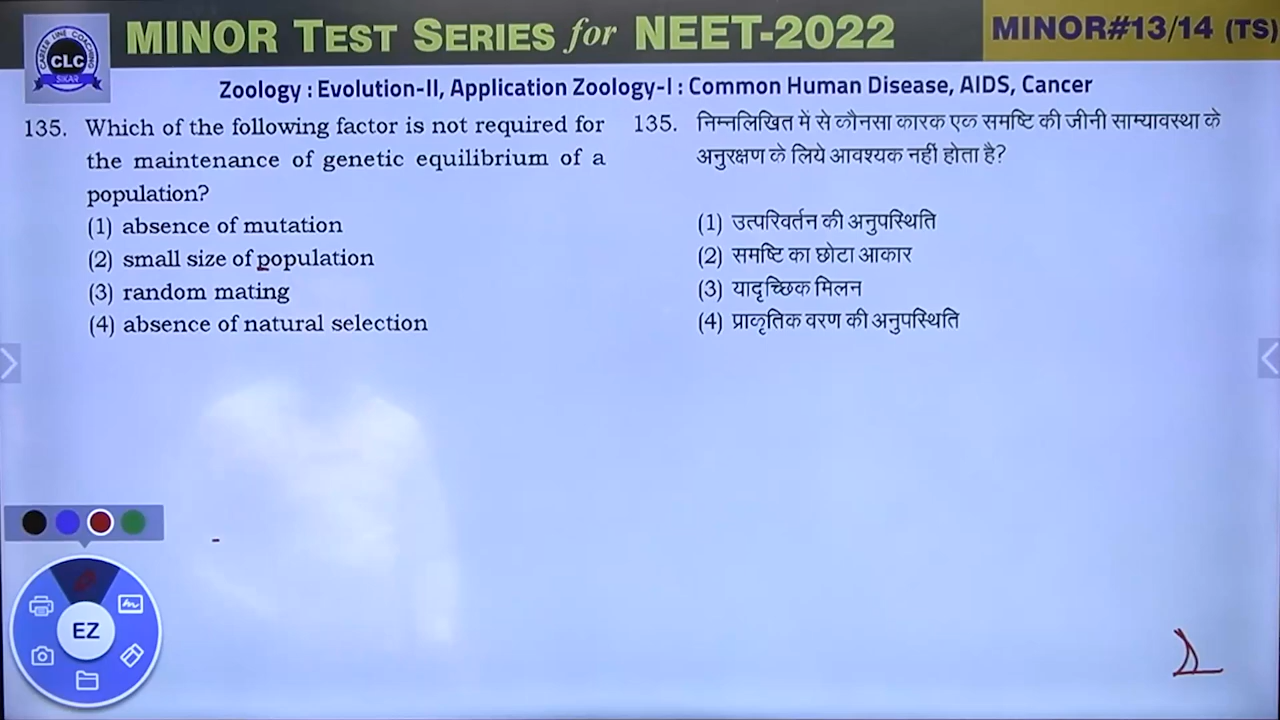 CAREER LINE COACHING
CLC
SIKAR
MINOR TEST SERIES for NEET-2022
MINOR#13/14 (TS)
Zoology : Evolution-II, Application Zoology-I : Common Human Disease, AIDS, Cancer
135. Which of the following factor is not required for
the maintenance of genetic equilibrium of a
population?
(1) absence of mutation
(2) small size of population
(3) random mating
(4) absence of natural selection
135. निम्नलिखित में से कौनसा कारक एक समष्टि की जीनी साम्यावस्था के
अनुरक्षण के लिये आवश्यक नहीं होता है?
(1) उत्परिवर्तन की अनुपस्थिति
(2) समष्टि का छोटा आकार
(3) यादृच्छिक मिलन
(4) प्राकृतिक वरण की अनुपस्थिति
EZ